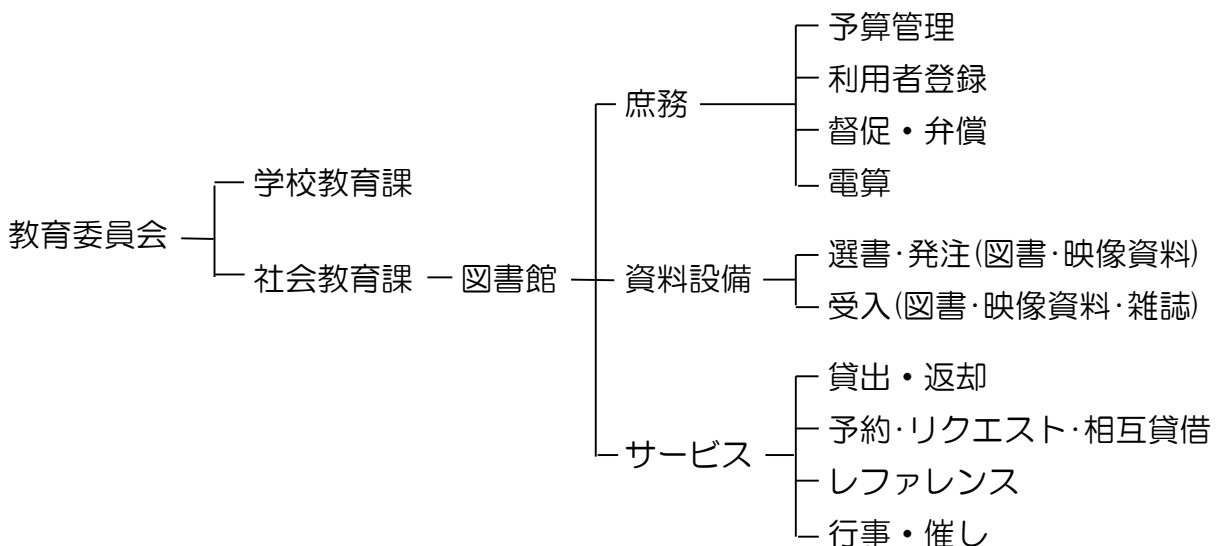 教育委員会
学校教育課
社会教育課
図書館
庶務
予算管理
利用者登録
督促・弁償
電算
資料設備
選書・発注(図書・映像資料)
受入(図書・映像資料・雑誌)
サービス
貸出・返却
予約・リクエスト・相互貸借
レファレンス
行事・催し